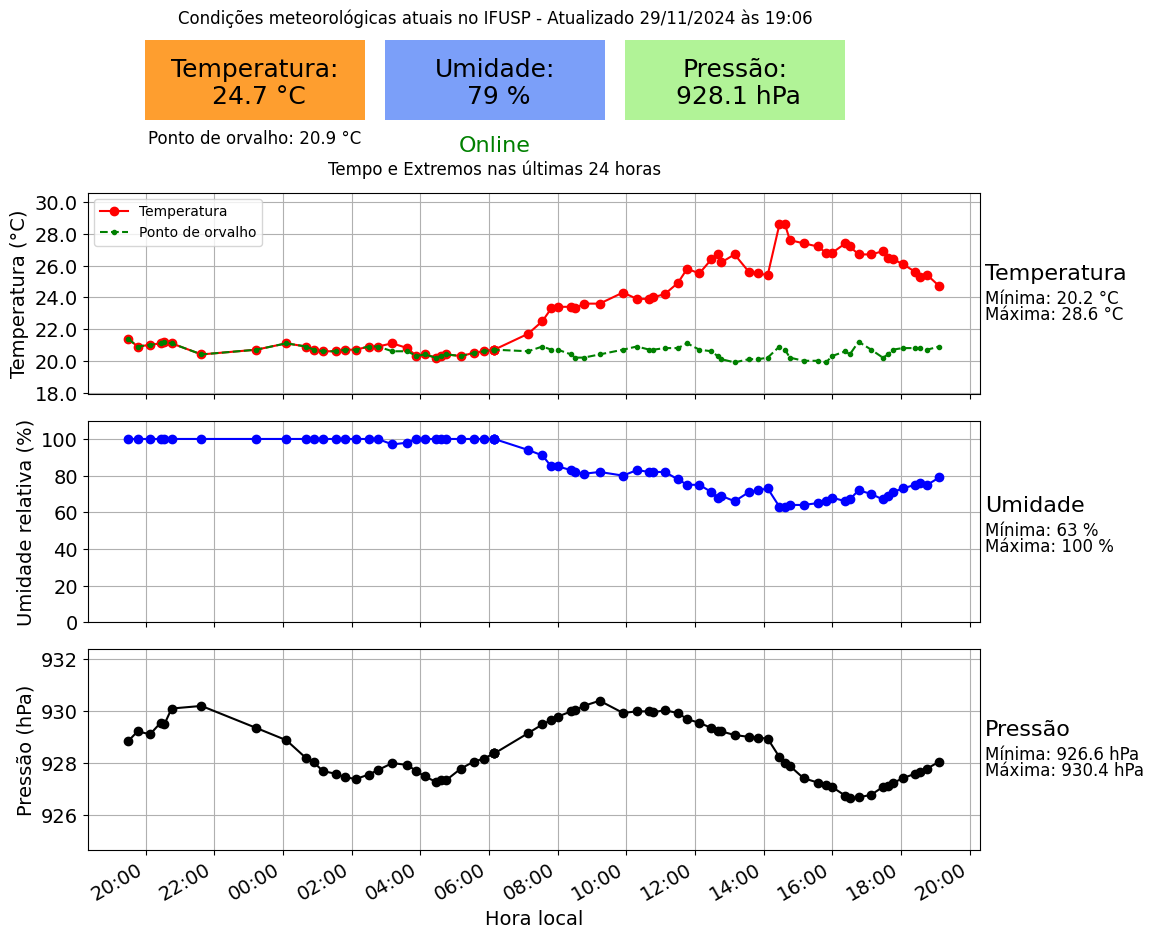 Condições meteorológicas atuais no IFUSP - Atualizado 29/11/2024 às 19:06
Temperatura:
24.7 °C
Umidade:
79 %
Pressão:
928.1 hPa
Ponto de orvalho: 20.9 °C
Online
Tempo e Extremos nas últimas 24 horas
Temperatura (°C)
30.0
28.0
26.0
24.0
22.0
20.0
18.0
Temperatura
Ponto de orvalho
Temperatura
Mínima: 20.2 °C
Máxima: 28.6 °C
Umidade relativa (%)
100
80
60
40
20
0
Umidade
Mínima: 63 %
Máxima: 100 %
Pressão (hPa)
932
930
928
926
Pressão
Mínima: 926.6 hPa
Máxima: 930.4 hPa
20:00 22:00 00:00 02:00 04:00 06:00 08:00 10:00 12:00 14:00 16:00 18:00 20:00
Hora local